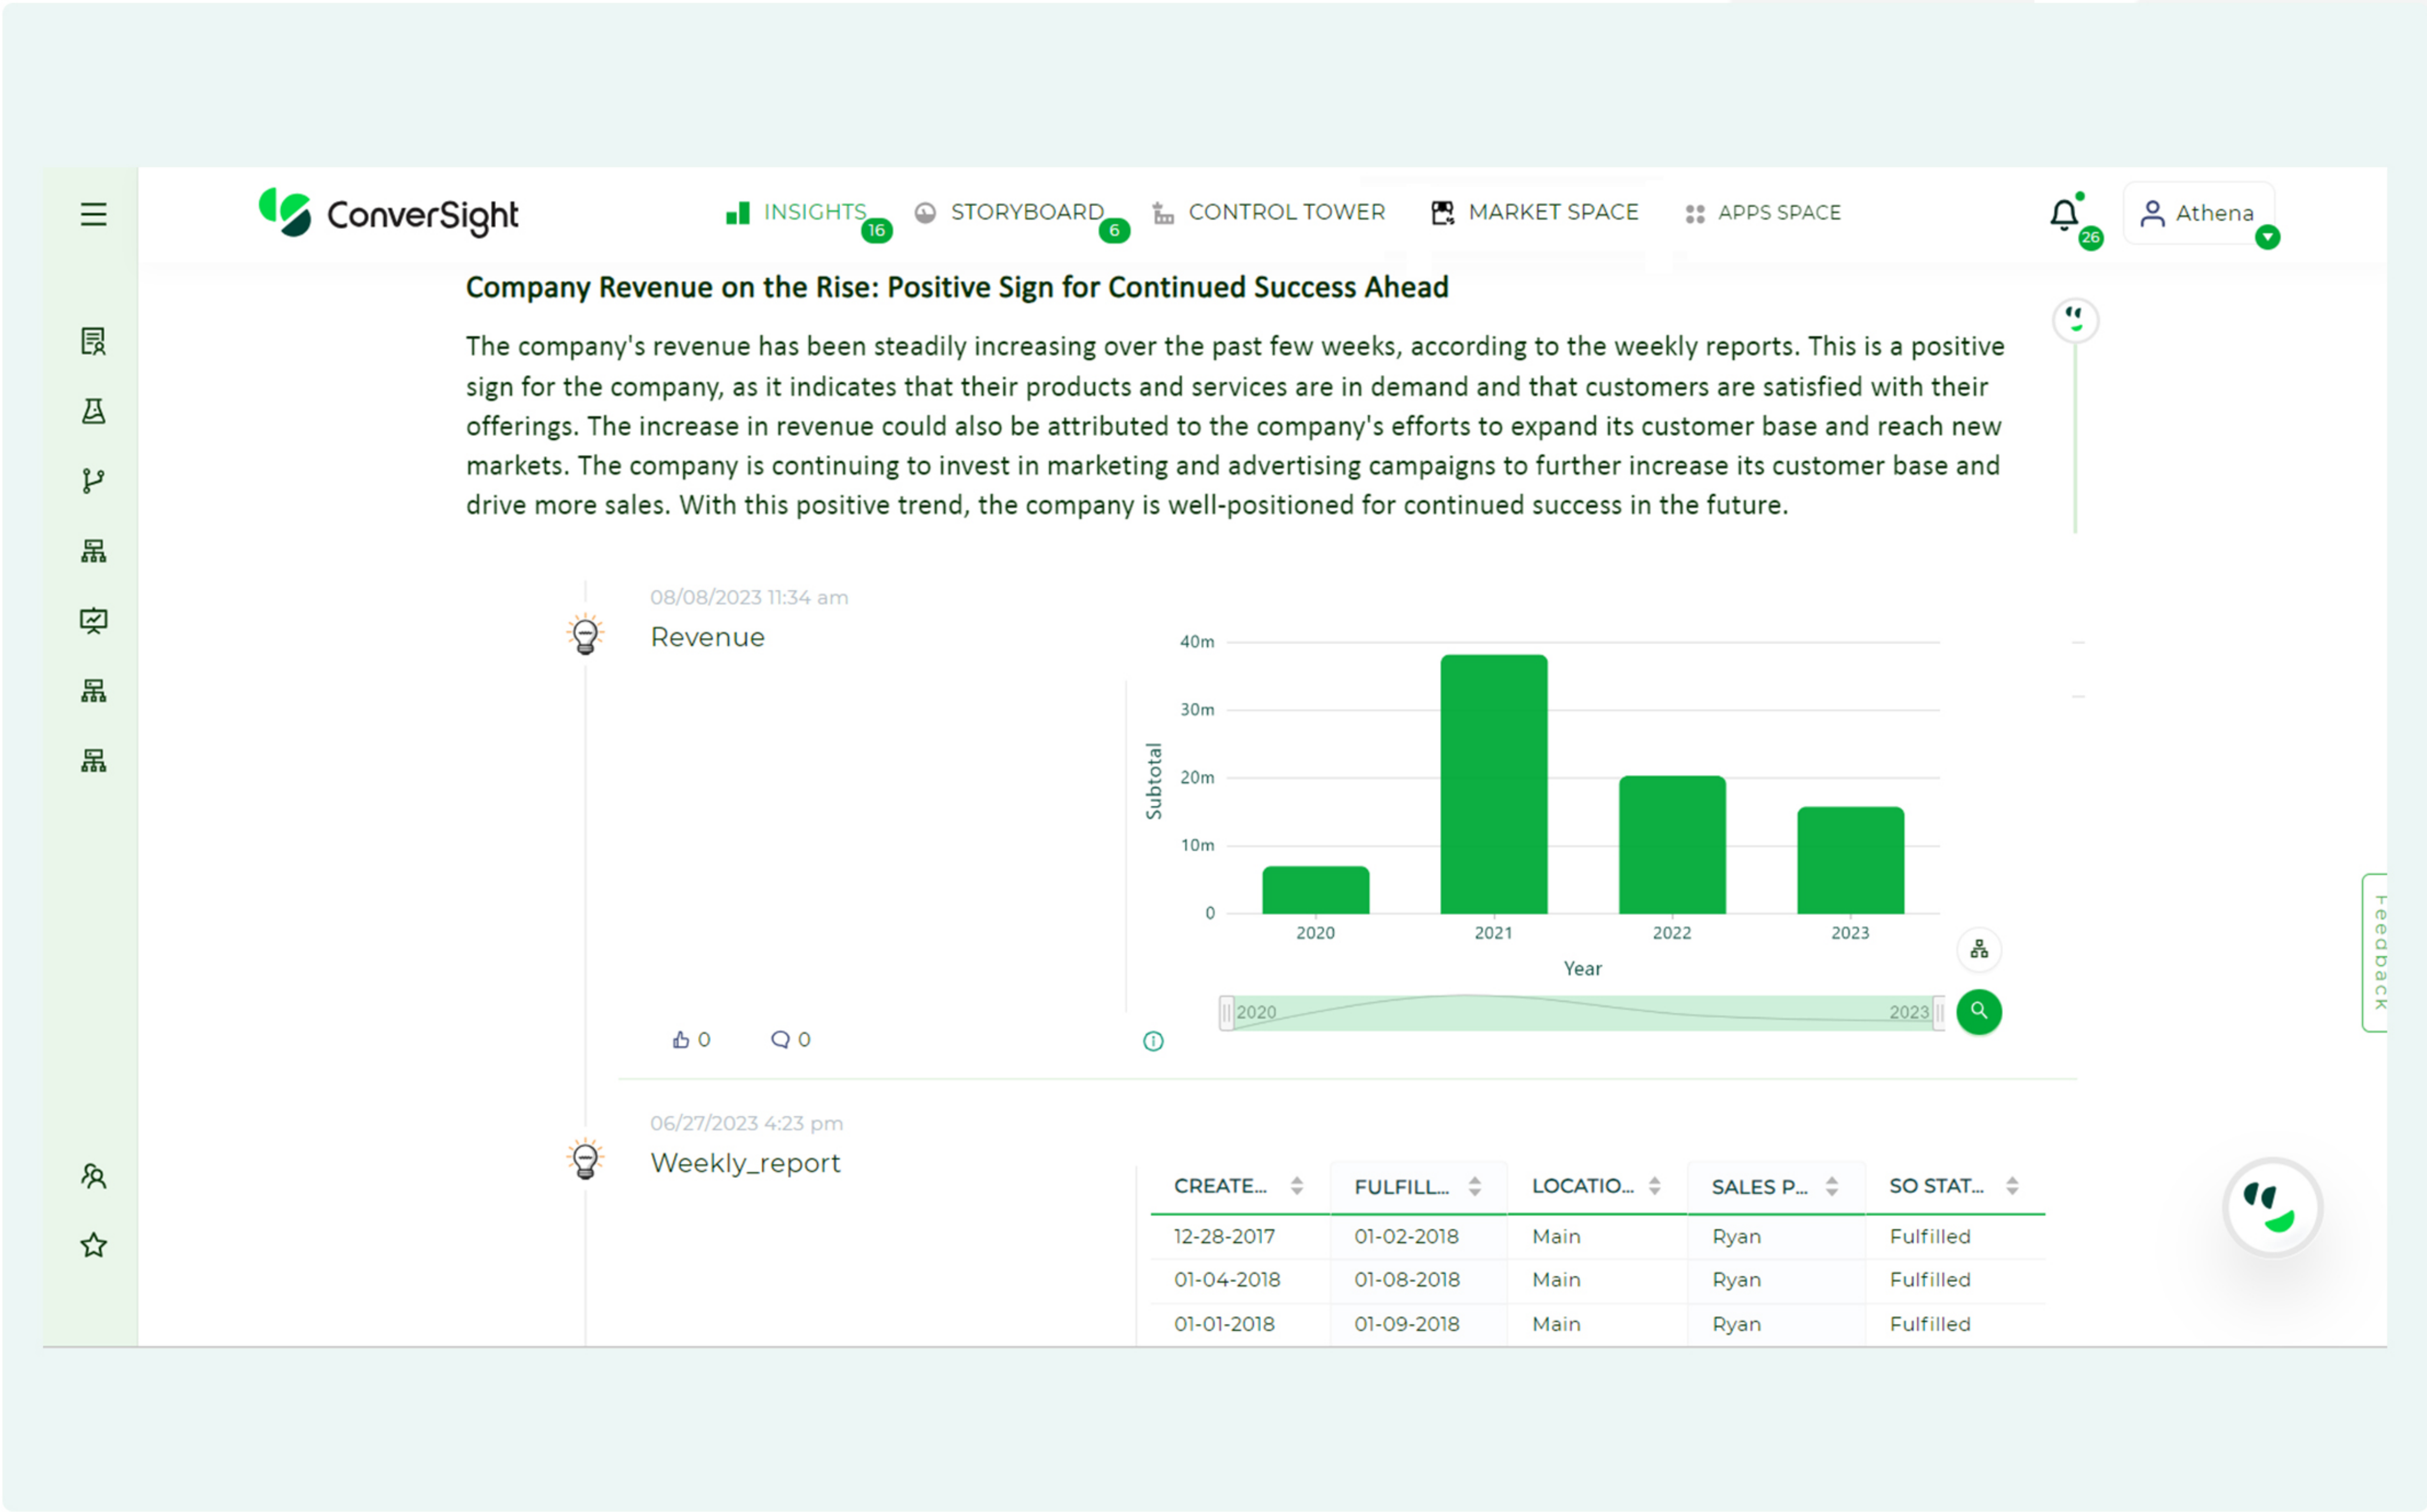 ConverSight
INSIGHTS
16
STORYBOARD
6
CONTROL TOWER
MARKET SPACE
APPS SPACE
26
Athena
Company Revenue on the Rise: Positive Sign for Continued Success Ahead
The company's revenue has been steadily increasing over the past few weeks, according to the weekly reports. This is a positive
sign for the company, as it indicates that their products and services are in demand and that customers are satisfied with their
offerings. The increase in revenue could also be attributed to the company's efforts to expand its customer base and reach new
markets. The company is continuing to invest in marketing and advertising campaigns to further increase its customer base and
drive more sales. With this positive trend, the company is well-positioned for continued success in the future.
08/08/2023 11:34 am
Revenue
40m
30m
20m
10m
0
Subtotal
2020 2021 2022 2023
Year
2020 2023
0 0
Feedback
06/27/2023 4:23 pm
Weekly_report
CREATE... FULFILL... LOCATIO... SALES P... SO STAT...
12-28-2017 01-02-2018 Main Ryan Fulfilled
01-04-2018 01-08-2018 Main Ryan Fulfilled
01-01-2018 01-09-2018 Main Ryan Fulfilled